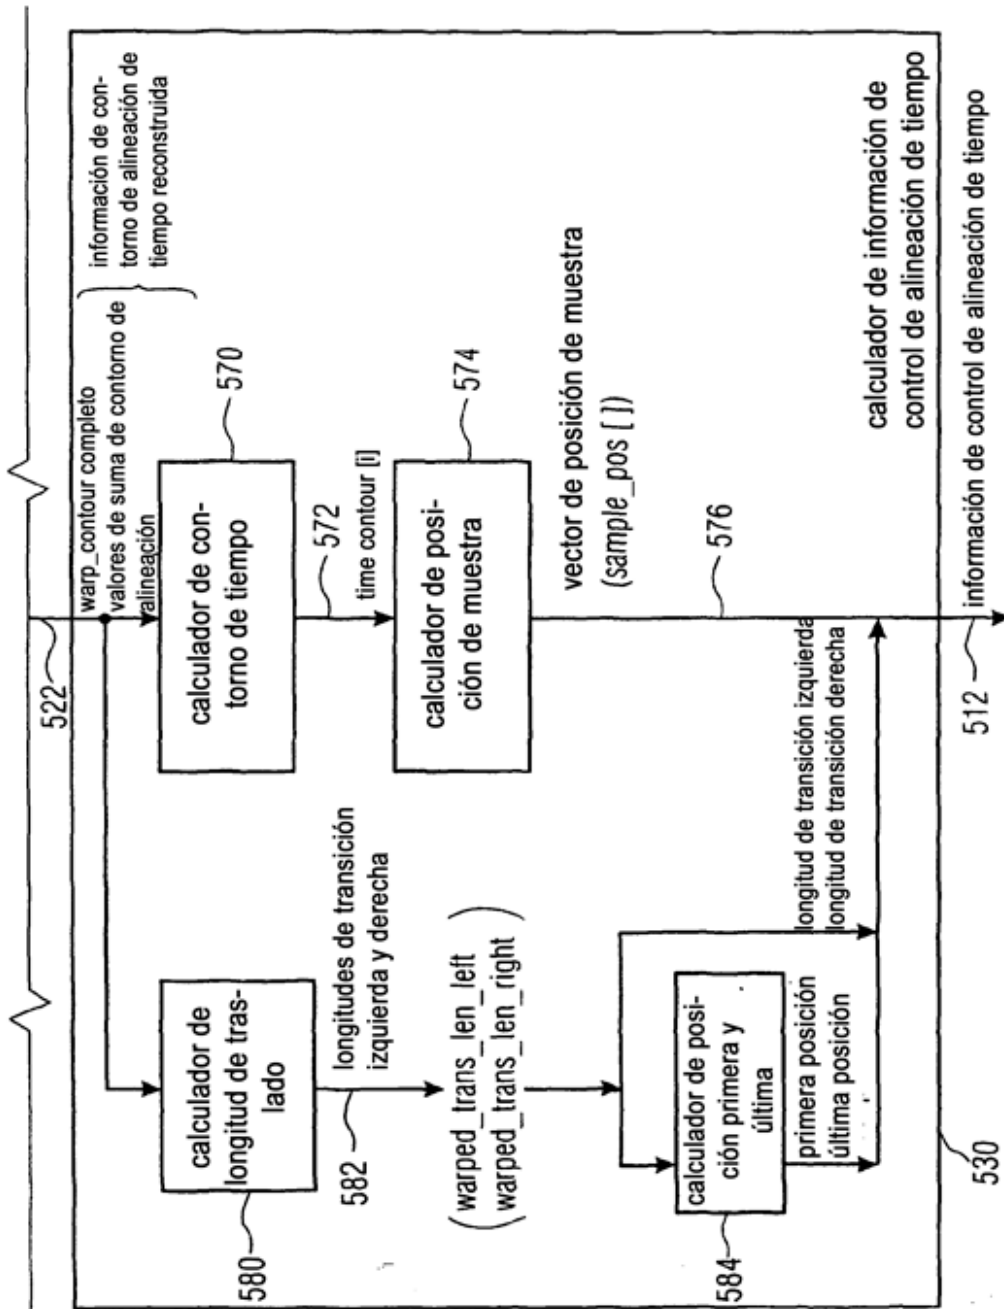 522
warp_contour completo
valores de suma de contorno de
alineación
información de con-
torno de alineación de
tiempo reconstruida
calculador de con-
torno de tiempo
570
572
time contour [i]
calculador de posi-
ción de muestra
574
vector de posición de muestra
(sample_pos [ ])
576
calculador de
longitud de tras-
lado
580
582
longitudes de transición
izquierda y derecha
warped_trans_len_left
warped_trans_len_right
calculador de posi-
ción primera y
última
584
primera posición
última posición
longitud de transición izquierda
longitud de transición derecha
calculador de información de
control de alineación de tiempo
530
512
información de control de alineación de tiempo